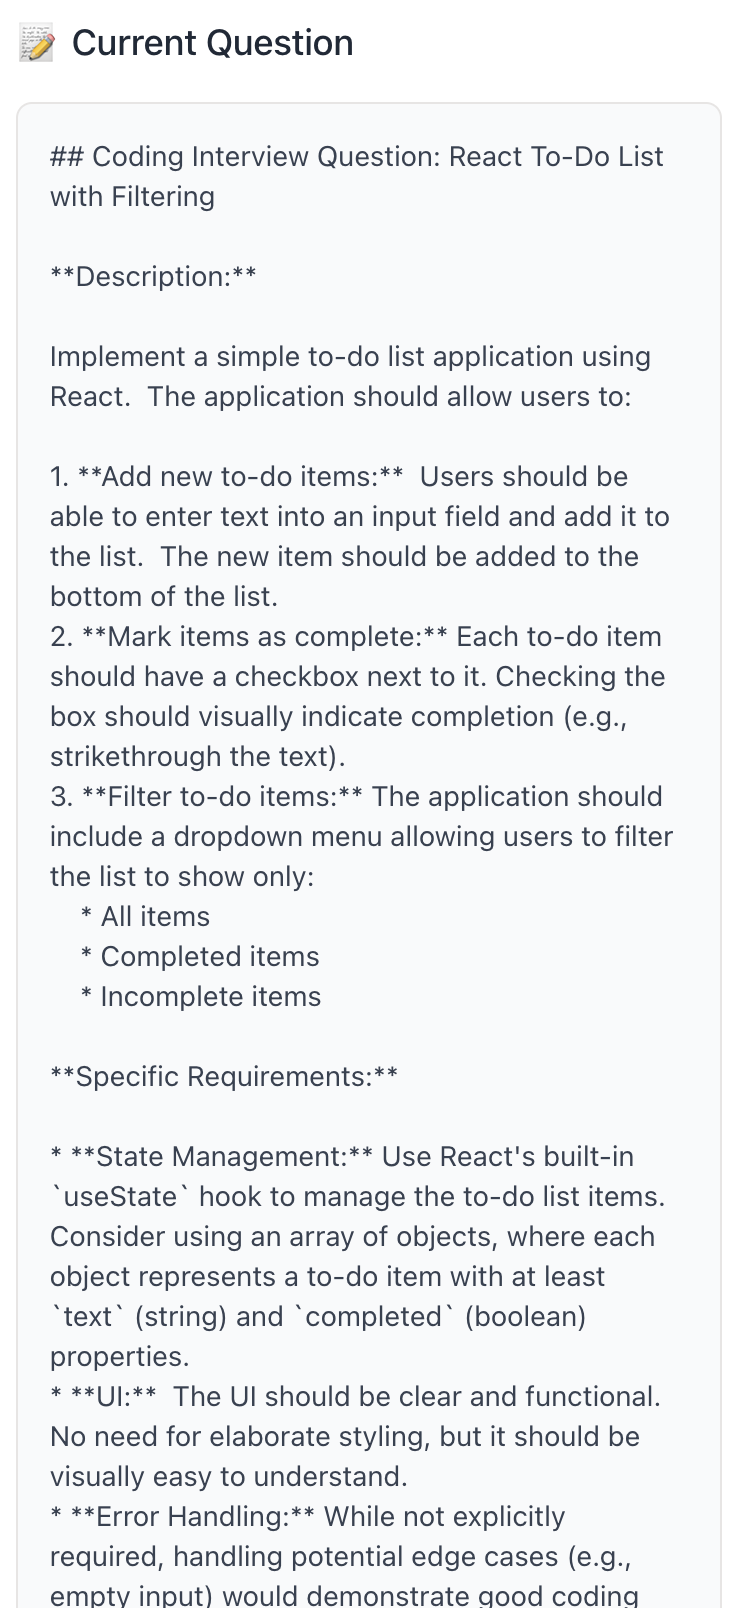 Current Question
## Coding Interview Question: React To-Do List
with Filtering
**Description:**
Implement a simple to-do list application using
React.  The application should allow users to:
1. **Add new to-do items:**  Users should be
able to enter text into an input field and add it to
the list.  The new item should be added to the
bottom of the list.
2. **Mark items as complete:** Each to-do item
should have a checkbox next to it. Checking the
box should visually indicate completion (e.g.,
strikethrough the text).
3. **Filter to-do items:** The application should
include a dropdown menu allowing users to filter
the list to show only:
    * All items
    * Completed items
    * Incomplete items
**Specific Requirements:**
* **State Management:** Use React's built-in
`useState` hook to manage the to-do list items.
Consider using an array of objects, where each
object represents a to-do item with at least
`text` (string) and `completed` (boolean)
properties.
* **UI:**  The UI should be clear and functional.
No need for elaborate styling, but it should be
visually easy to understand.
* **Error Handling:** While not explicitly
required, handling potential edge cases (e.g.,
empty input) would demonstrate good coding